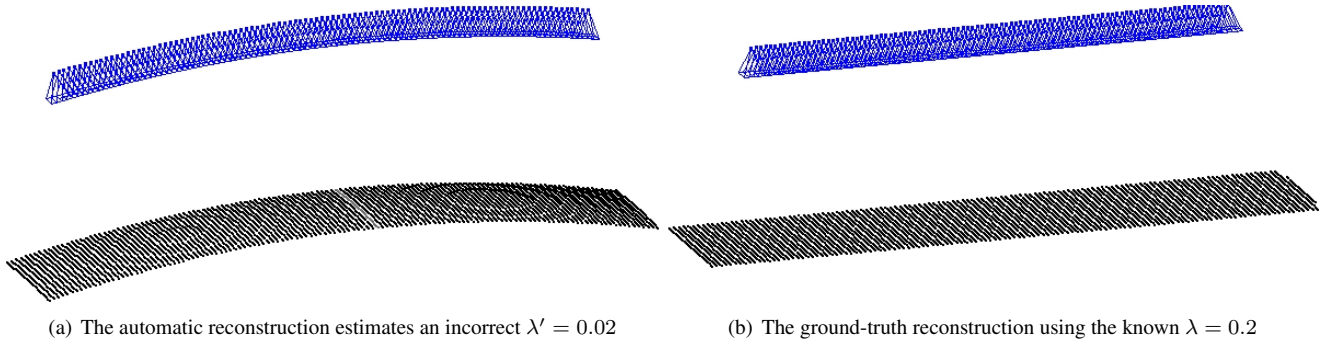 (a) The automatic reconstruction estimates an incorrect λ′ = 0.02
(b) The ground-truth reconstruction using the known λ = 0.2